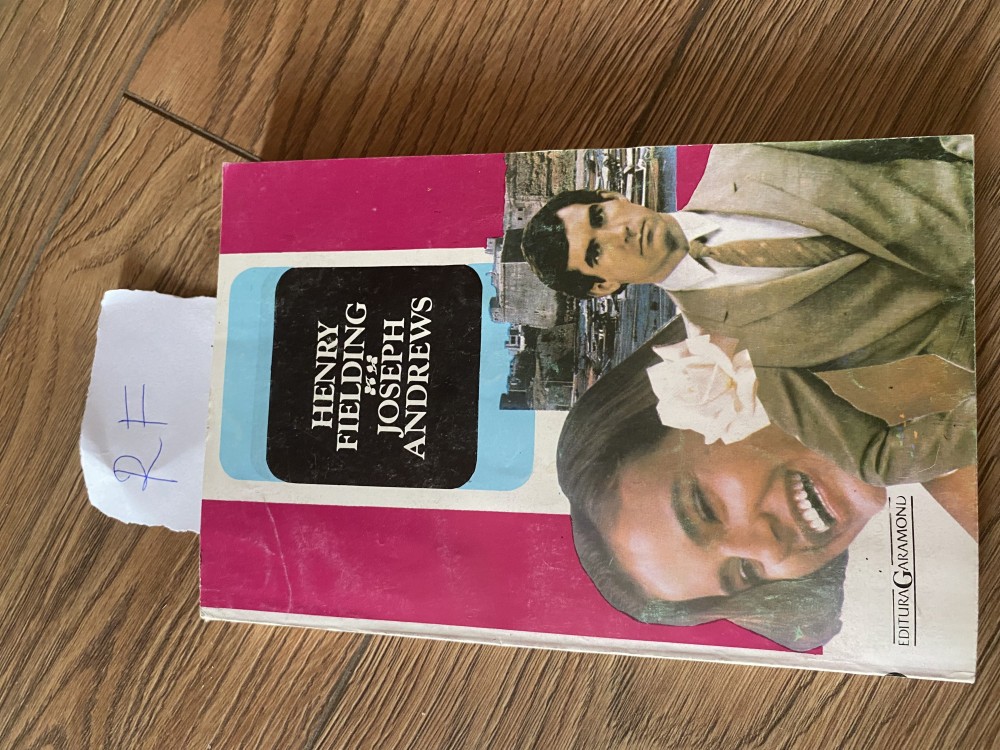 RF
HENRY
FIELDING
JOSEPH
ANDREWS
EDITURA GARAMOND